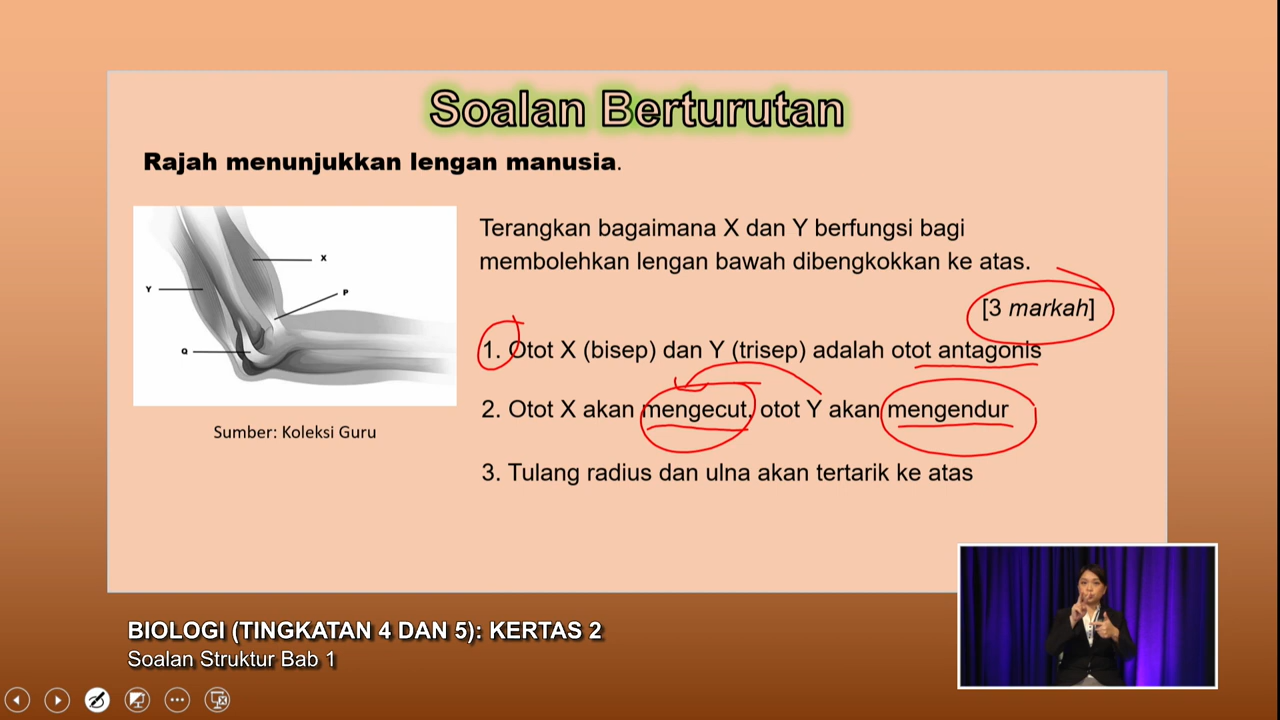 Soalan Berturutan
Rajah menunjukkan lengan manusia.
X
Y
P
Q
Sumber: Koleksi Guru
Terangkan bagaimana X dan Y berfungsi bagi
membolehkan lengan bawah dibengkokkan ke atas.
[3 markah]
1. Otot X (bisep) dan Y (trisep) adalah otot antagonis
2. Otot X akan mengecut, otot Y akan mengendur
3. Tulang radius dan ulna akan tertarik ke atas
BIOLOGI (TINGKATAN 4 DAN 5): KERTAS 2
Soalan Struktur Bab 1